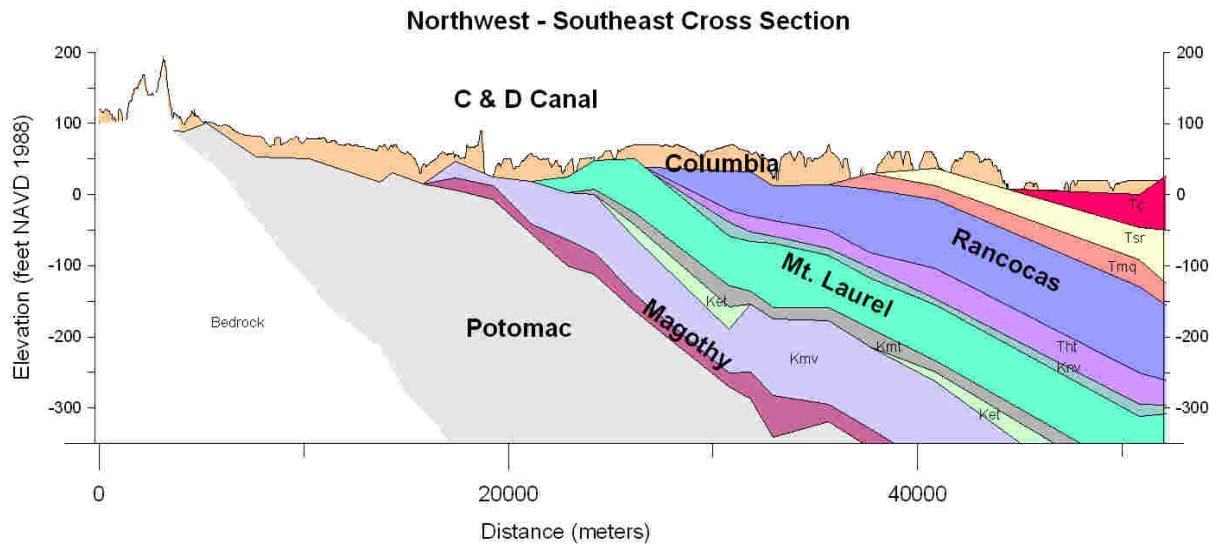 Northwest - Southeast Cross Section
200
200
C & D Canal
100
100
Columbia
0
0
Tc
Tsr
Rancocas
Tmq
-100
-100
Mt. Laurel
Ket
Bedrock
Potomac
Magothy
-200
-200
Kmt
Tht
Kmv
Knv
-300
-300
Ket
Elevation (feet NAVD 1988)
0
20000
40000
Distance (meters)